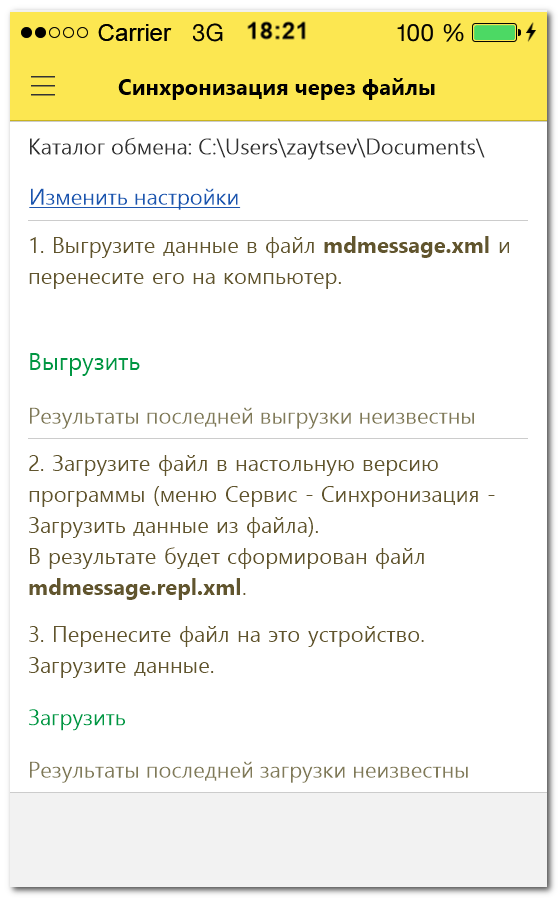 Carrier 3G 18:21 100 %
Синхронизация через файлы
Каталог обмена: C:\Users\zaytsev\Documents\
Изменить настройки
1. Выгрузите данные в файл mdmessage.xml и
перенесите его на компьютер.
Выгрузить
Результаты последней выгрузки неизвестны
2. Загрузите файл в настольную версию
программы (меню Сервис - Синхронизация -
Загрузить данные из файла).
В результате будет сформирован файл
mdmessage.repl.xml.
3. Перенесите файл на это устройство.
Загрузите данные.
Загрузить
Результаты последней загрузки неизвестны